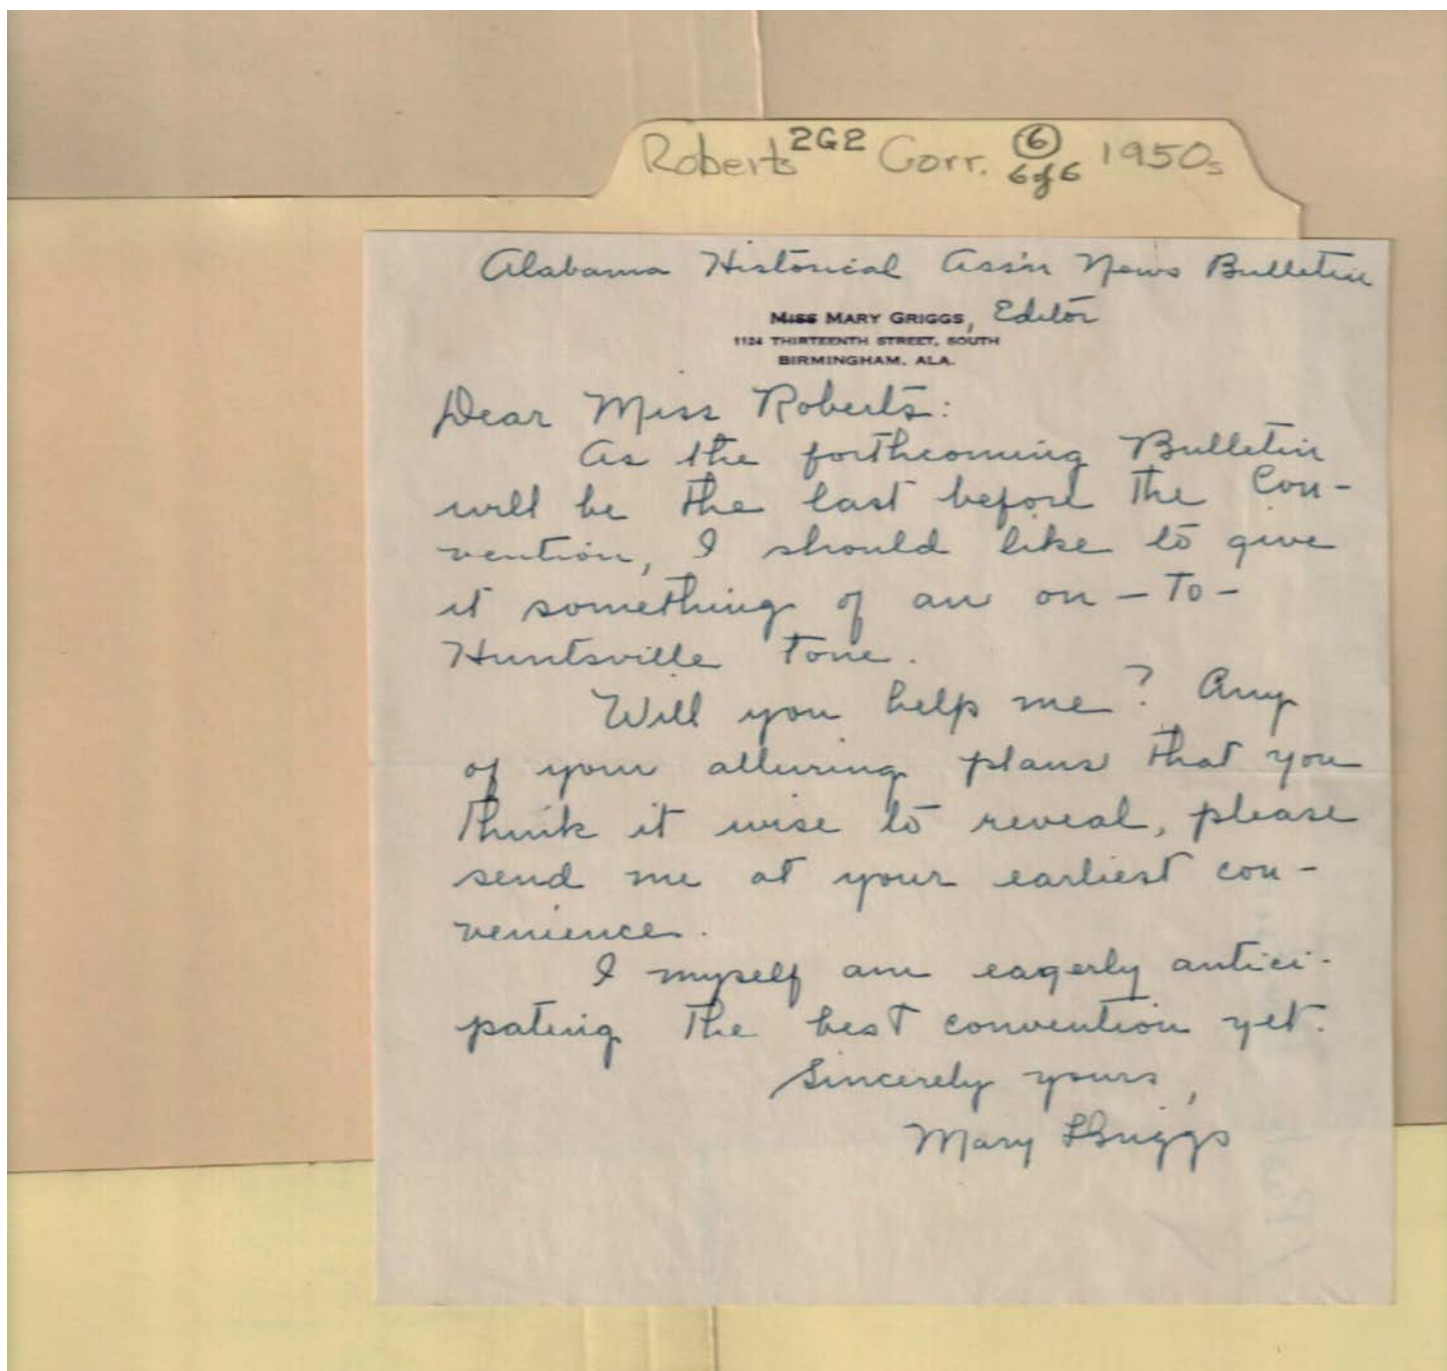 Roberts 2G2 Corr. 6 1950s
6 of 6
Alabama Historical Ass'n News Bulletin
Miss Mary Griggs, Editor
1124 Thirteenth Street, South
Birmingham, Ala.
Dear Miss Roberts:
As the forthcoming Bulletin
will be the last before the Con-
vention, I should like to give
it something of an on-to-
Huntsville tone.
Will you help me? Any
of your alluring plans that you
think it wise to reveal, please
send me at your earliest con-
venience.
I myself am eagerly antici-
pating the best convention yet.
Sincerely yours,
Mary Griggs